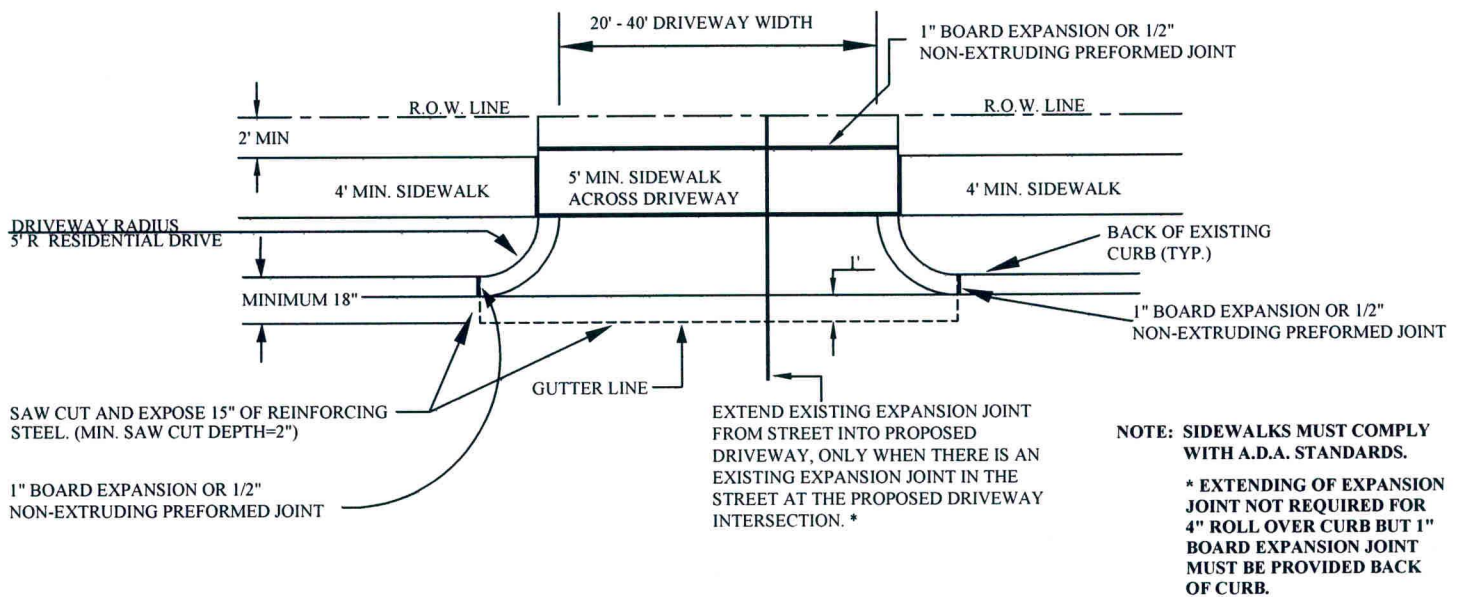 20' - 40' DRIVEWAY WIDTH
1" BOARD EXPANSION OR 1/2"
NON-EXTRUDING PREFORMED JOINT
R.O.W. LINE
R.O.W. LINE
2' MIN
4' MIN. SIDEWALK
5' MIN. SIDEWALK
ACROSS DRIVEWAY
4' MIN. SIDEWALK
DRIVEWAY RADIUS
5' R RESIDENTIAL DRIVE
BACK OF EXISTING
CURB (TYP.)
1'
MINIMUM 18"
1" BOARD EXPANSION OR 1/2"
NON-EXTRUDING PREFORMED JOINT
GUTTER LINE
SAW CUT AND EXPOSE 15" OF REINFORCING
STEEL. (MIN. SAW CUT DEPTH=2")
1" BOARD EXPANSION OR 1/2"
NON-EXTRUDING PREFORMED JOINT
EXTEND EXISTING EXPANSION JOINT
FROM STREET INTO PROPOSED
DRIVEWAY, ONLY WHEN THERE IS AN
EXISTING EXPANSION JOINT IN THE
STREET AT THE PROPOSED DRIVEWAY
INTERSECTION. *
NOTE: SIDEWALKS MUST COMPLY
WITH A.D.A. STANDARDS.
* EXTENDING OF EXPANSION
JOINT NOT REQUIRED FOR
4" ROLL OVER CURB BUT 1"
BOARD EXPANSION JOINT
MUST BE PROVIDED BACK
OF CURB.